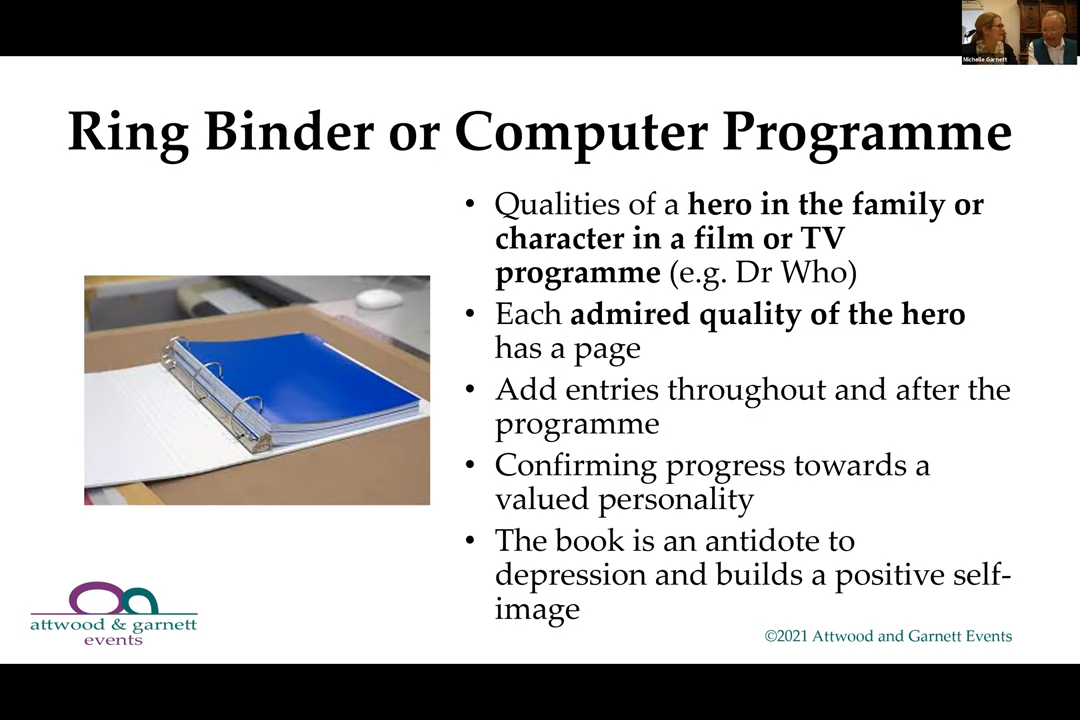 Michelle Garnett
Ring Binder or Computer Programme
• Qualities of a hero in the family or
character in a film or TV
programme (e.g. Dr Who)
• Each admired quality of the hero
has a page
• Add entries throughout and after the
programme
• Confirming progress towards a
valued personality
• The book is an antidote to
depression and builds a positive self-
image
attwood & garnett
events
©2021 Attwood and Garnett Events